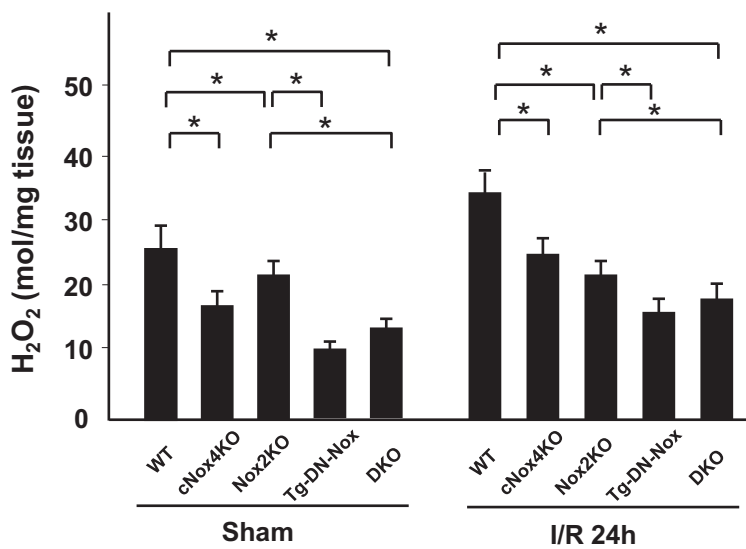 H₂O₂ (mol/mg tissue)
50
40
30
20
10
0
*
*
*
*
*
*
*
*
*
*
WT
cNox4KO
Nox2KO
Tg-DN-Nox
DKO
WT
cNox4KO
Nox2KO
Tg-DN-Nox
DKO
Sham
I/R 24h